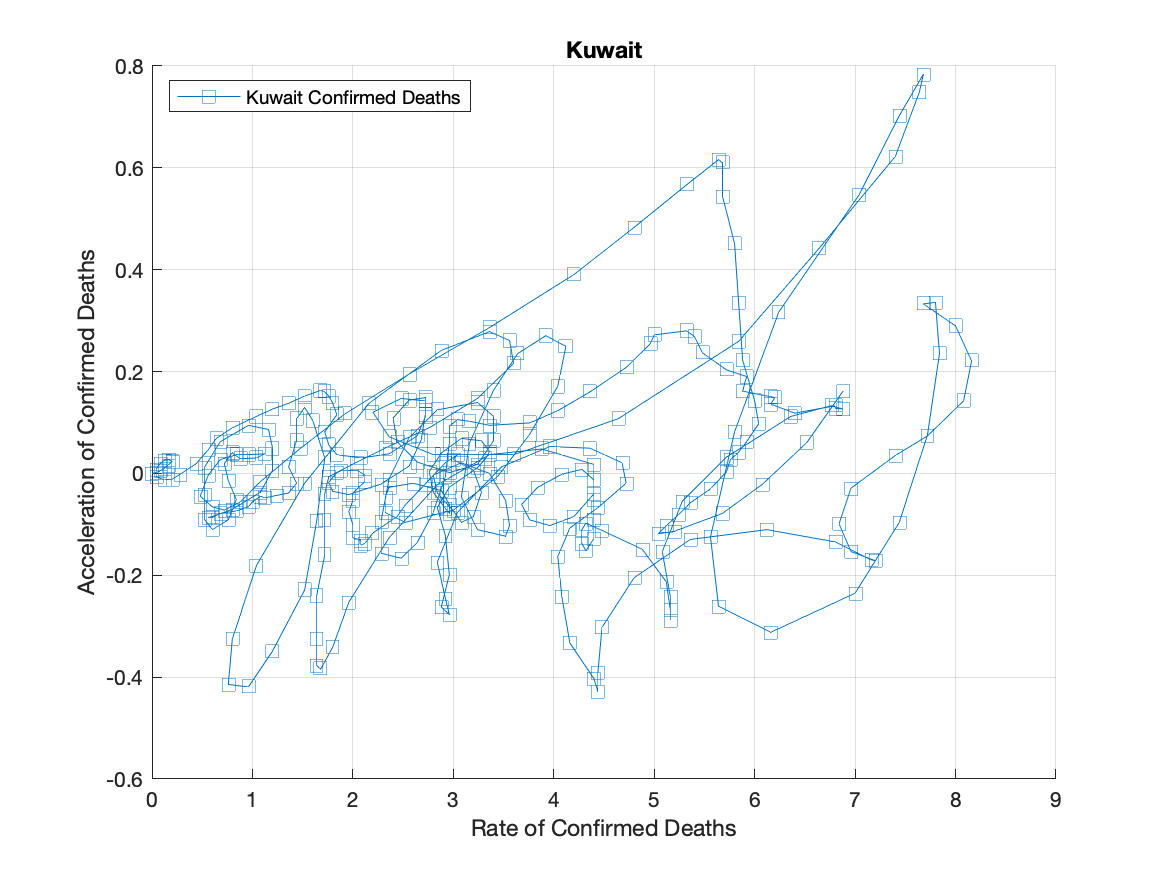 Kuwait
Kuwait Confirmed Deaths
0.8
0.6
0.4
0.2
0
-0.2
-0.4
-0.6
Acceleration of Confirmed Deaths
0 1 2 3 4 5 6 7 8 9
Rate of Confirmed Deaths